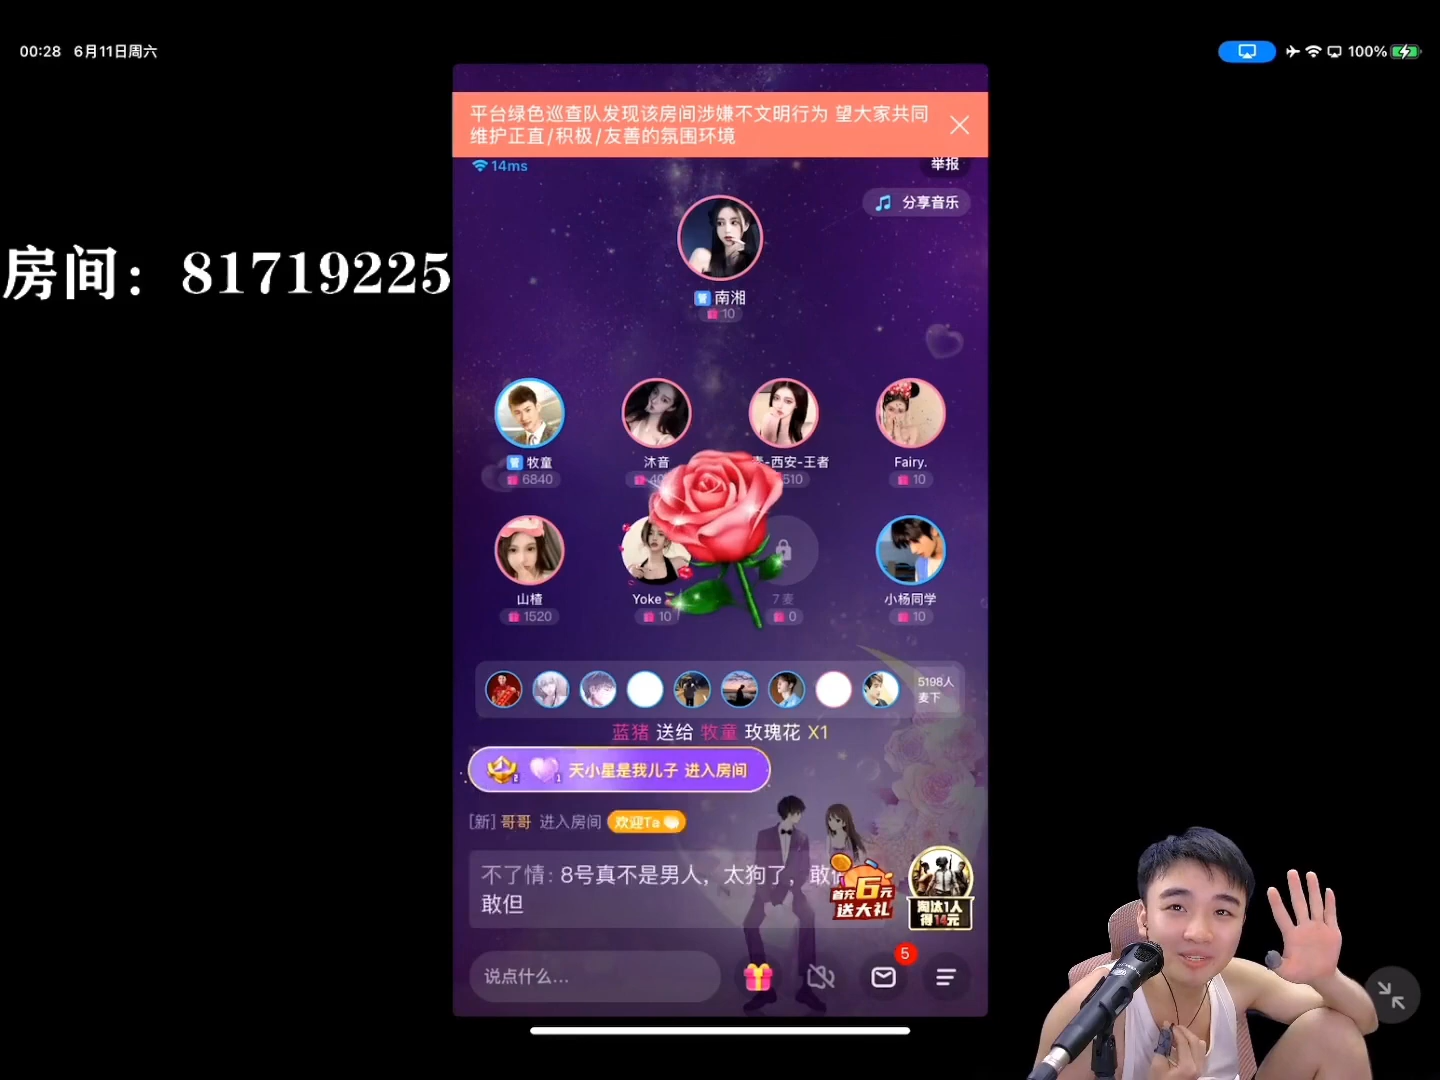 00:28 6月11日周六
100%
平台绿色巡查队发现该房间涉嫌不文明行为 望大家共同
维护正直/积极/友善的氛围环境
14ms
举报
分享音乐
房间：81719225
管 南湘
10
管 牧童
沐音
-西安-王者
Fairy.
6840
40
510
10
山楂
Yoke
7麦
小杨同学
1520
10
0
10
5198人
麦下
蓝猪 送给 牧童 玫瑰花 X1
2
1
天小星是我儿子 进入房间
[新] 哥哥 进入房间 欢迎Ta
不了情：8号真不是男人，太狗了，敢
敢但
首充6元
送大礼
淘汰1人
得14元
说点什么...
5